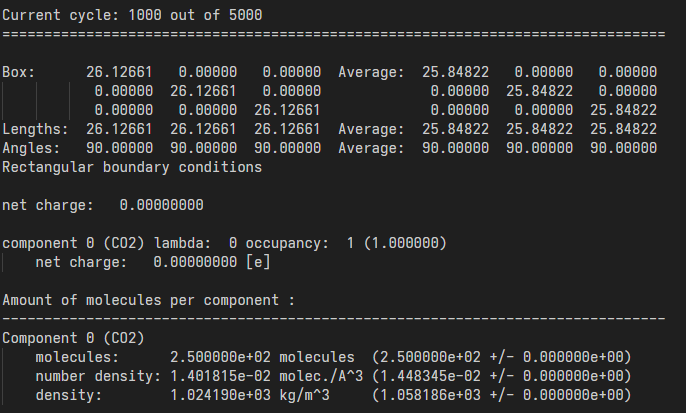 Current cycle: 1000 out of 5000
===============================================================================
Box:      26.12661   0.00000   0.00000  Average:  25.84822   0.00000   0.00000
           0.00000  26.12661   0.00000             0.00000  25.84822   0.00000
           0.00000   0.00000  26.12661             0.00000   0.00000  25.84822
Lengths:  26.12661  26.12661  26.12661  Average:  25.84822  25.84822  25.84822
Angles:   90.00000  90.00000  90.00000  Average:  90.00000  90.00000  90.00000
Rectangular boundary conditions
net charge:   0.00000000
component 0 (CO2) lambda:  0 occupancy:  1 (1.000000)
    net charge:   0.00000000 [e]
Amount of molecules per component :
-------------------------------------------------------------------------------
Component 0 (CO2)
    molecules:      2.500000e+02 molecules  (2.500000e+02 +/- 0.000000e+00)
    number density: 1.401815e-02 molec./A^3 (1.448345e-02 +/- 0.000000e+00)
    density:        1.024190e+03 kg/m^3     (1.058186e+03 +/- 0.000000e+00)